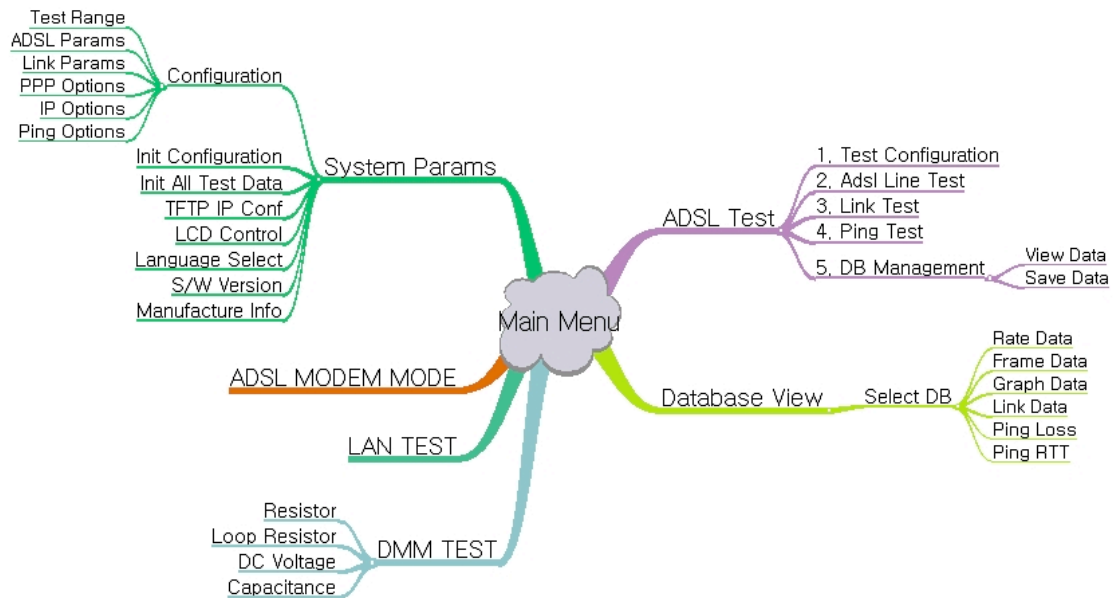 Test Range
ADSL Params
Link Params
PPP Options
IP Options
Ping Options
Configuration
Init Configuration
Init All Test Data
TFTP IP Conf
LCD Control
Language Select
S/W Version
Manufacture Info
System Params
ADSL MODEM MODE
LAN TEST
Resistor
Loop Resistor
DC Voltage
Capacitance
DMM TEST
Main Menu
ADSL Test
1, Test Configuration
2, Adsl Line Test
3, Link Test
4, Ping Test
5, DB Management
View Data
Save Data
Database View
Select DB
Rate Data
Frame Data
Graph Data
Link Data
Ping Loss
Ping RTT